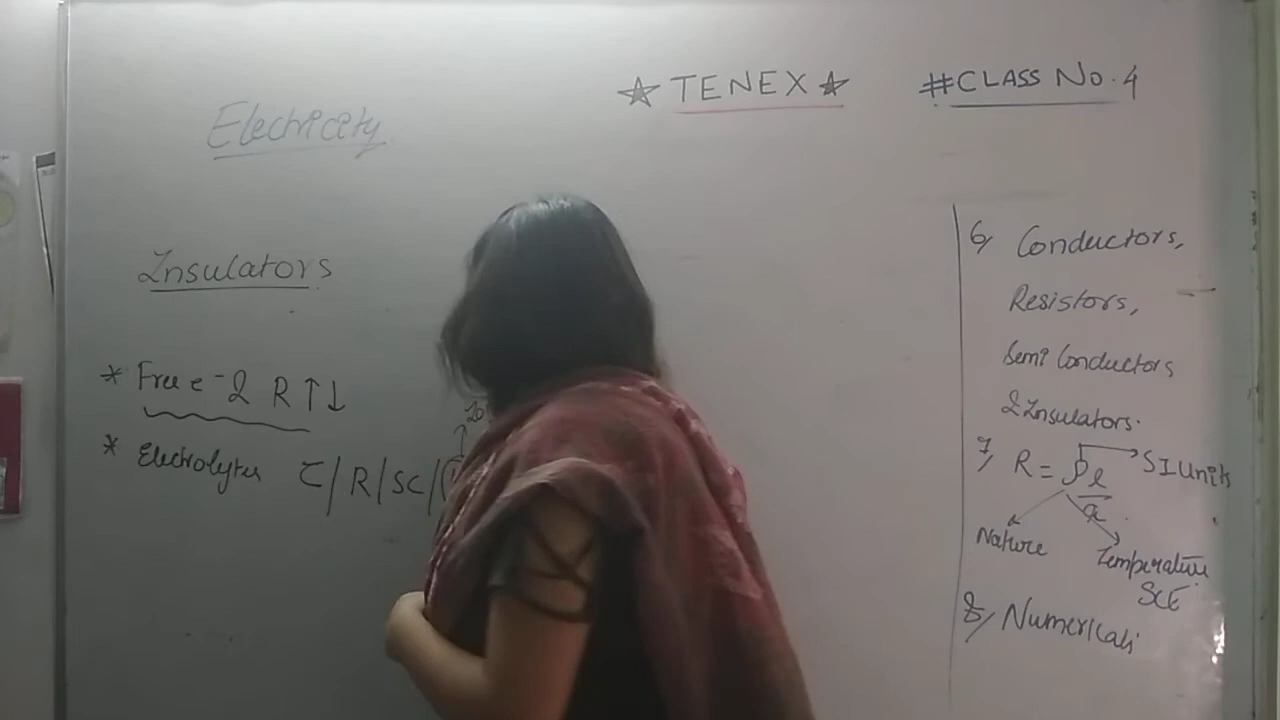 ☆ TENEX ☆
#CLASS No. 4
Electricity
Insulators
* Free e⁻ & R ↑↓
* Electrolytes C/R/SC/
6, Conductors,
Resistors,
Semi Conductors
& Insulators.
7, R = ρl/a → SI Units
Nature
Temperature
8, Numericals